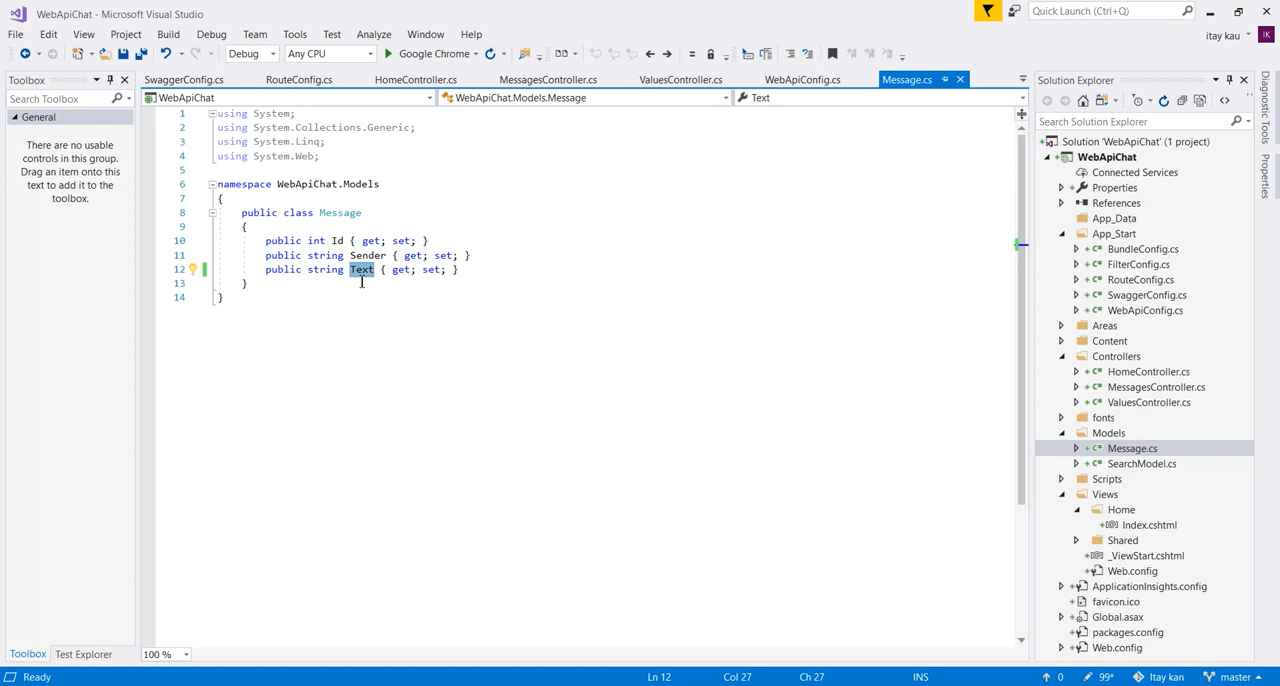 WebApiChat - Microsoft Visual Studio
Quick Launch (Ctrl+Q)
File Edit View Project Build Debug Team Tools Test Analyze Window Help
itay kau
IK
Debug Any CPU Google Chrome
Toolbox
Search Toolbox
General
There are no usable
controls in this group.
Drag an item onto this
text to add it to the
toolbox.
Toolbox Test Explorer
SwaggerConfig.cs RouteConfig.cs HomeController.cs MessagesController.cs ValuesController.cs WebApiConfig.cs Message.cs
WebApiChat WebApiChat.Models.Message Text
1 using System;
2 using System.Collections.Generic;
3 using System.Linq;
4 using System.Web;
5
6 namespace WebApiChat.Models
7 {
8 public class Message
9 {
10 public int Id { get; set; }
11 public string Sender { get; set; }
12 public string Text { get; set; }
13 }
14 }
100 %
Solution Explorer
Search Solution Explorer
Solution 'WebApiChat' (1 project)
WebApiChat
Connected Services
Properties
References
App_Data
App_Start
BundleConfig.cs
FilterConfig.cs
RouteConfig.cs
SwaggerConfig.cs
WebApiConfig.cs
Areas
Content
Controllers
HomeController.cs
MessagesController.cs
ValuesController.cs
fonts
Models
Message.cs
SearchModel.cs
Scripts
Views
Home
Index.cshtml
Shared
_ViewStart.cshtml
Web.config
ApplicationInsights.config
favicon.ico
Global.asax
packages.config
Web.config
Diagnostic Tools
Properties
Ready Ln 12 Col 27 Ch 27 INS 0 99+ Itay kan master